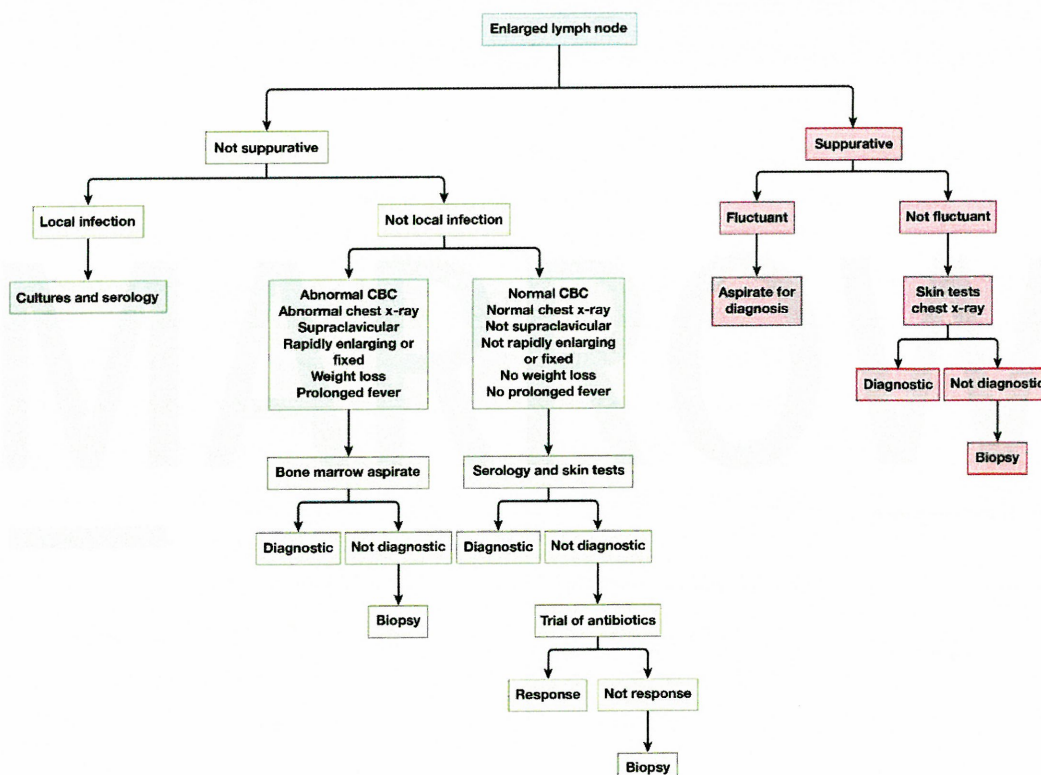 Enlarged lymph node
Not suppurative
Suppurative
Local infection
Not local infection
Fluctuant
Not fluctuant
Cultures and serology
Abnormal CBC
Abnormal chest x-ray
Supraclavicular
Rapidly enlarging or
fixed
Weight loss
Prolonged fever
Normal CBC
Normal chest x-ray
Not supraclavicular
Not rapidly enlarging
or fixed
No weight loss
No prolonged fever
Aspirate for
diagnosis
Skin tests
chest x-ray
Diagnostic
Not diagnostic
Biopsy
Bone marrow aspirate
Serology and skin tests
Diagnostic
Not diagnostic
Diagnostic
Not diagnostic
Biopsy
Trial of antibiotics
Response
Not response
Biopsy